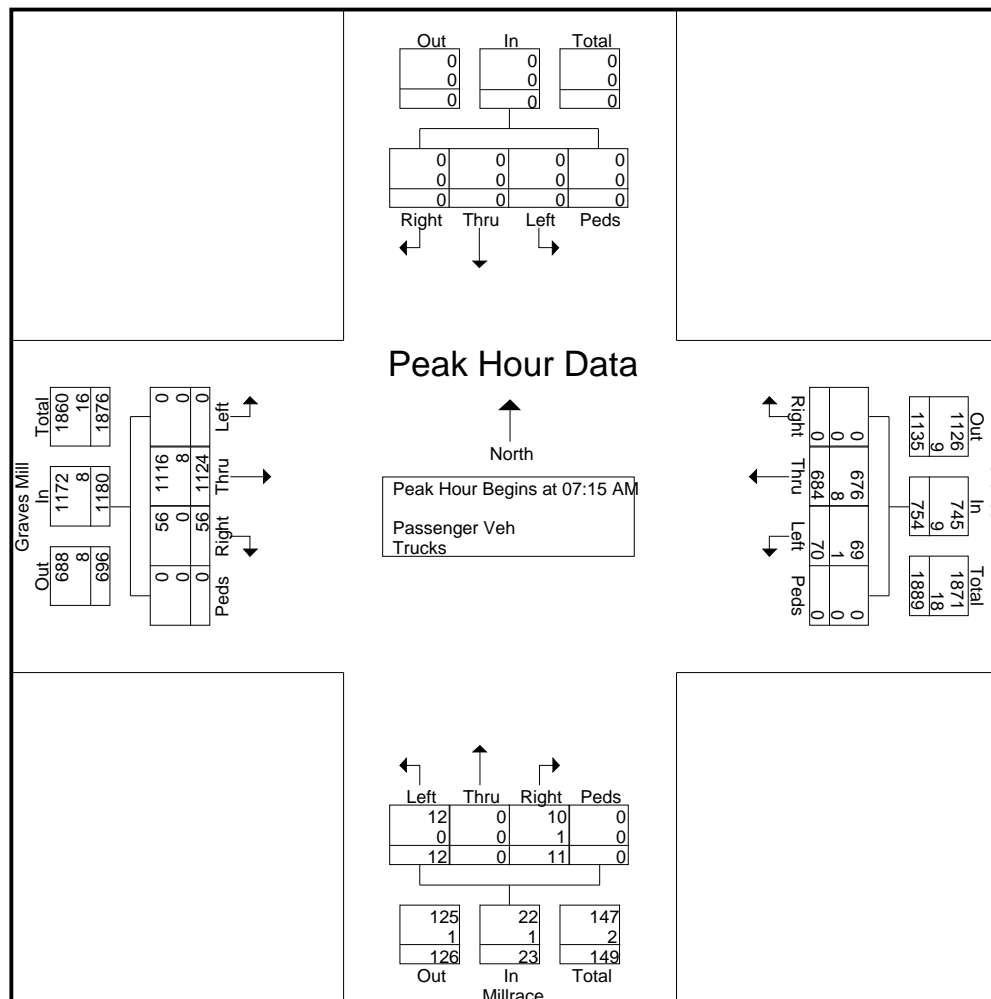 Out In Total
0 0 0
0 0 0
0 0 0
0 0 0 0
0 0 0 0
0 0 0 0
Right Thru Left Peds
Peak Hour Data
North
Peak Hour Begins at 07:15 AM
Passenger Veh
Trucks
Graves Mill
Out In Total
688 1172 1860
8 8 16
696 1180 1876
Left Thru Right Peds
0 1116 56 0
0 8 0 0
0 1124 56 0
Right Thru Left Peds
0 676 69 0
0 8 1 0
0 684 70 0
Out In Total
1126 745 1871
9 9 18
1135 754 1889
Left Thru Right Peds
12 0 10 0
0 0 1 0
12 0 11 0
125 22 147
1 1 2
126 23 149
Out In Total
Millrace